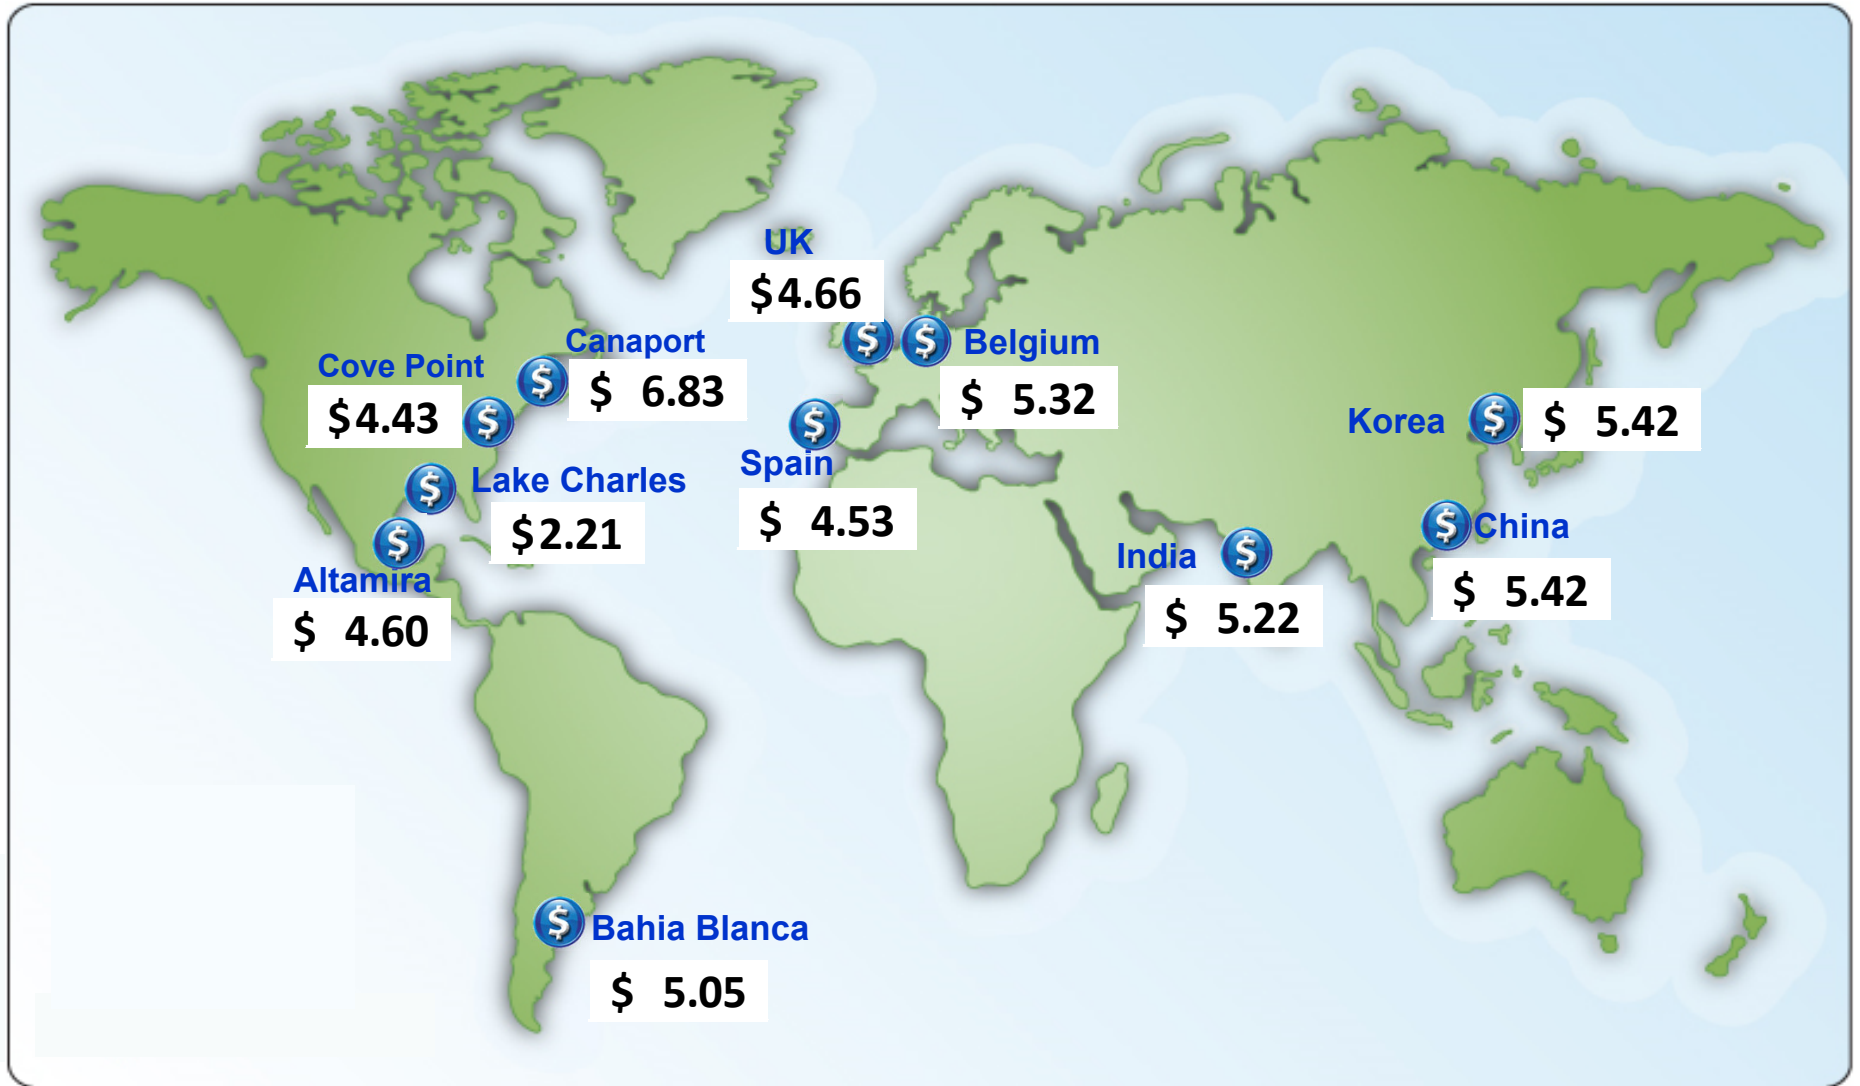 UK
$4.66
Canaport
$ 6.83
Cove Point
$4.43
Belgium
$ 5.32
Korea
$ 5.42
Spain
$ 4.53
Lake Charles
$2.21
Altamira
$ 4.60
India
$ 5.22
China
$ 5.42
Bahia Blanca
$ 5.05